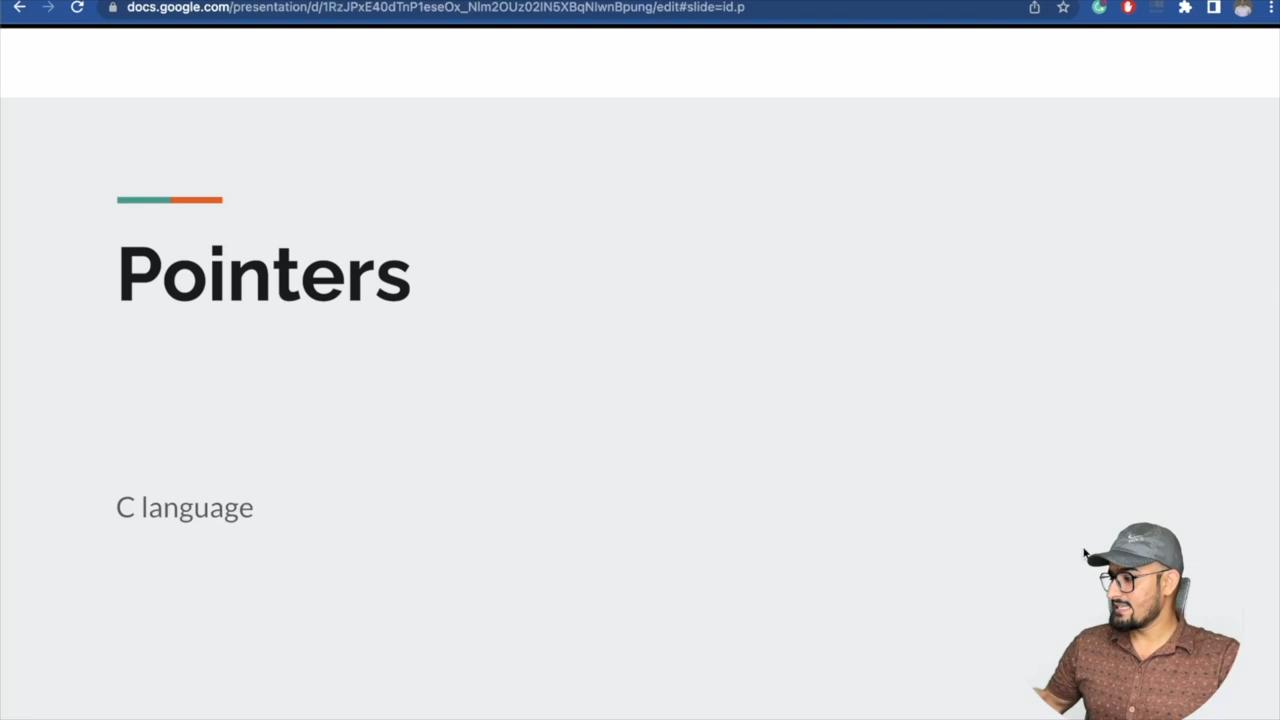 docs.google.com/presentation/d/1RzJPxE40dTnP1eseOx_Nlm2OUz02IN5XBqNlwnBpung/edit#slide=id.p
Pointers
C language